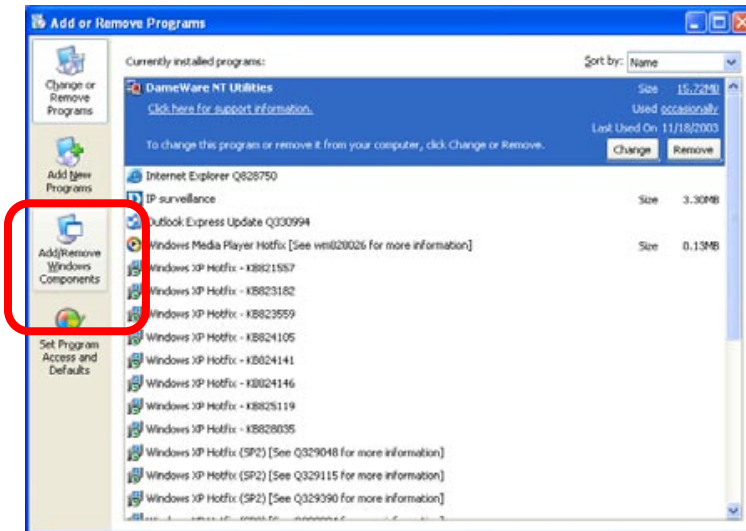 Add or Remove Programs
Change or
Remove
Programs
Add New
Programs
Add/Remove
Windows
Components
Set Program
Access and
Defaults
Currently installed programs:
Sort by: Name
DameWare NT Utilities Size 15.72MB
Click here for support information. Used occasionally
Last Used On 11/18/2003
To change this program or remove it from your computer, click Change or Remove. Change Remove
Internet Explorer Q828750
IP surveillance Size 3.30MB
Outlook Express Update Q330994
Windows Media Player Hotfix [See wm828026 for more information] Size 0.13MB
Windows XP Hotfix - KB821557
Windows XP Hotfix - KB823182
Windows XP Hotfix - KB823559
Windows XP Hotfix - KB824105
Windows XP Hotfix - KB824141
Windows XP Hotfix - KB824146
Windows XP Hotfix - KB825119
Windows XP Hotfix - KB828035
Windows XP Hotfix (SP2) [See Q329048 for more information]
Windows XP Hotfix (SP2) [See Q329115 for more information]
Windows XP Hotfix (SP2) [See Q329390 for more information]